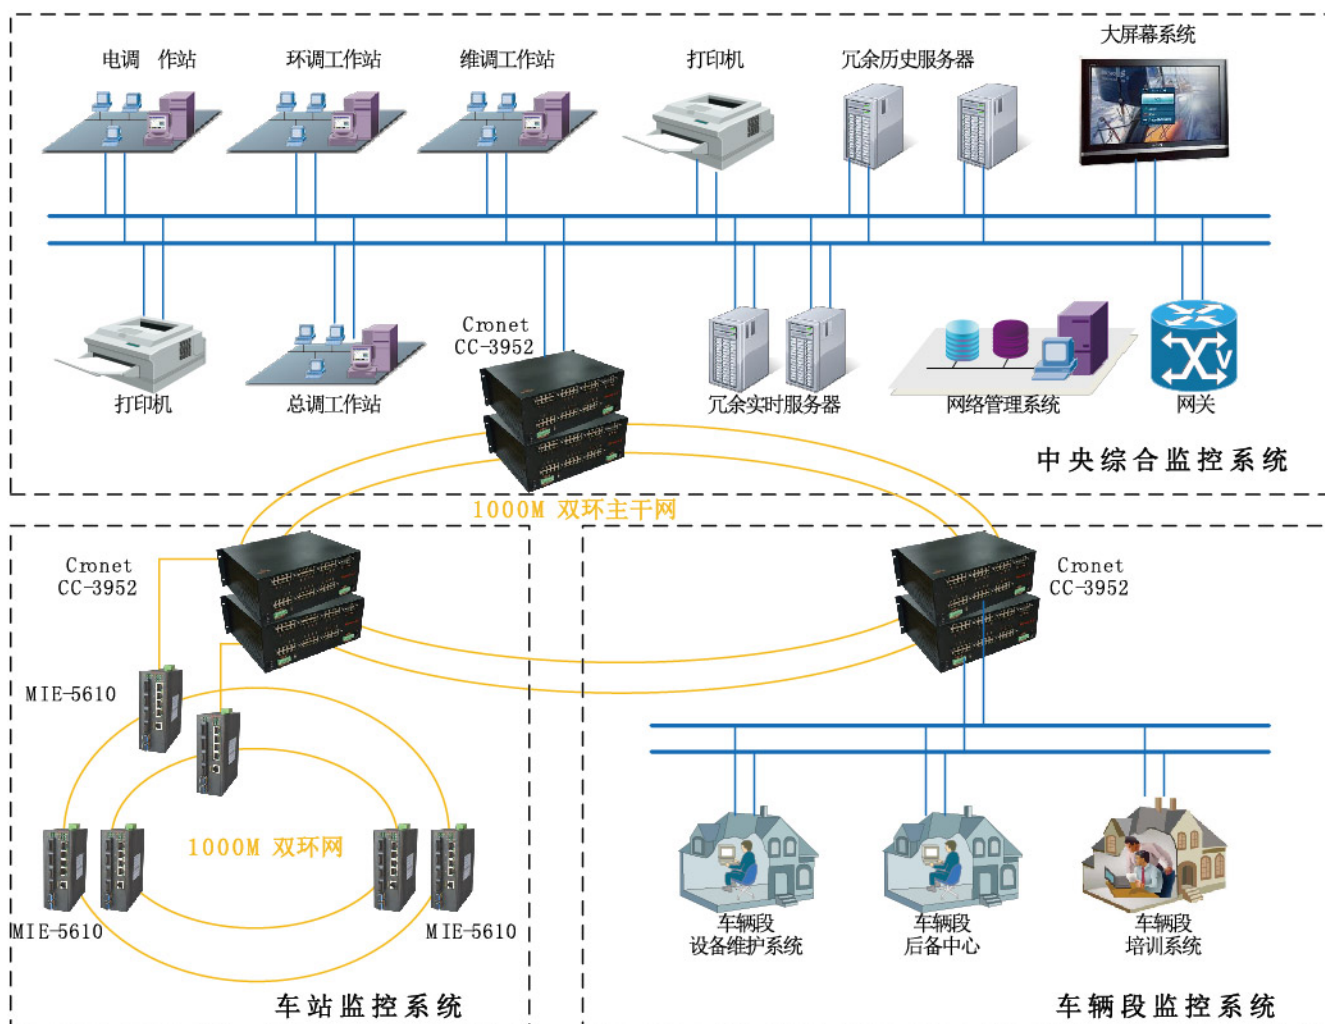 电调 作站
环调工作站
维调工作站
打印机
冗余历史服务器
大屏幕系统
打印机
总调工作站
Cronet
CC-3952
冗余实时服务器
网络管理系统
V
网关
中央综合监控系统
1000M 双环主干网
Cronet
CC-3952
Cronet
CC-3952
MIE-5610
1000M 双环网
MIE-5610
MIE-5610
车站监控系统
车辆段
设备维护系统
车辆段
后备中心
车辆段
培训系统
车辆段监控系统